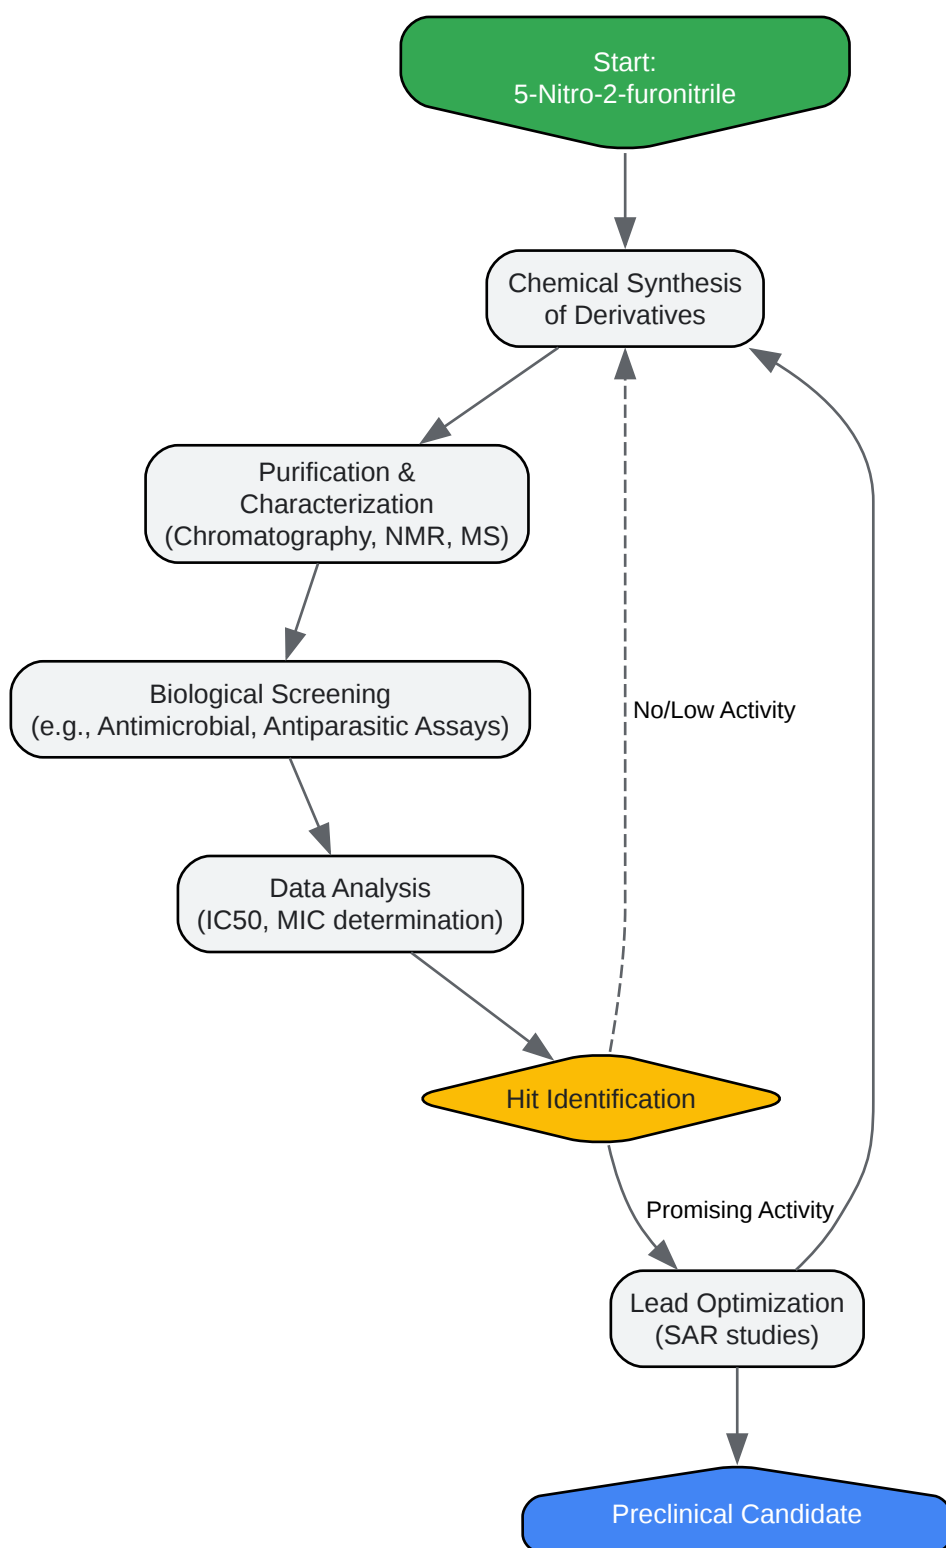 Start:
5-Nitro-2-furonitrile
Chemical Synthesis
of Derivatives
Purification &
Characterization
(Chromatography, NMR, MS)
Biological Screening
(e.g., Antimicrobial, Antiparasitic Assays)
No/Low Activity
Data Analysis
(IC50, MIC determination)
Hit Identification
Promising Activity
Lead Optimization
(SAR studies)
Preclinical Candidate